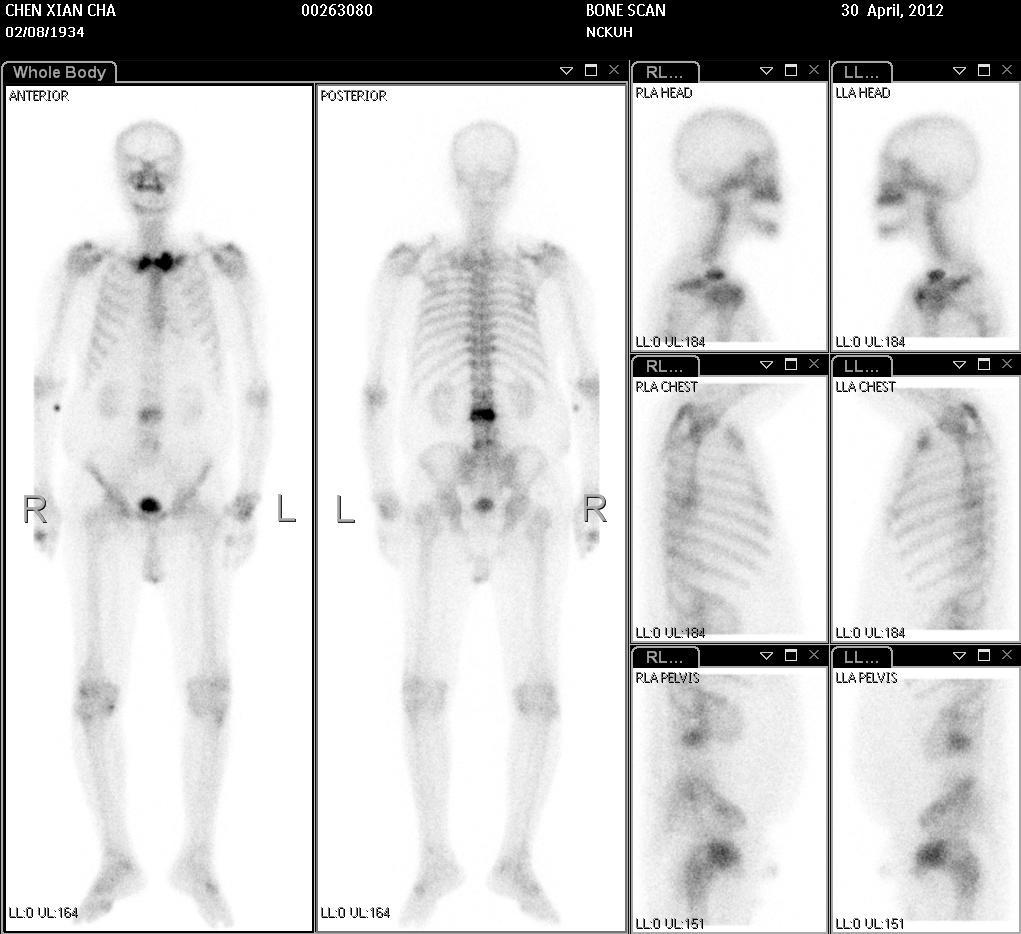 CHEN XIAN CHA 00263080 BONE SCAN 30 April, 2012
02/08/1934 NCKUH
Whole Body
ANTERIOR
R L
LL:0 UL:164
POSTERIOR
L R
LL:0 UL:164
RL...
RLA HEAD
LL:0 UL:184
LL...
LLA HEAD
LL:0 UL:184
RL...
RLA CHEST
LL:0 UL:184
LL...
LLA CHEST
LL:0 UL:184
RL...
RLA PELVIS
LL:0 UL:151
LL...
LLA PELVIS
LL:0 UL:151